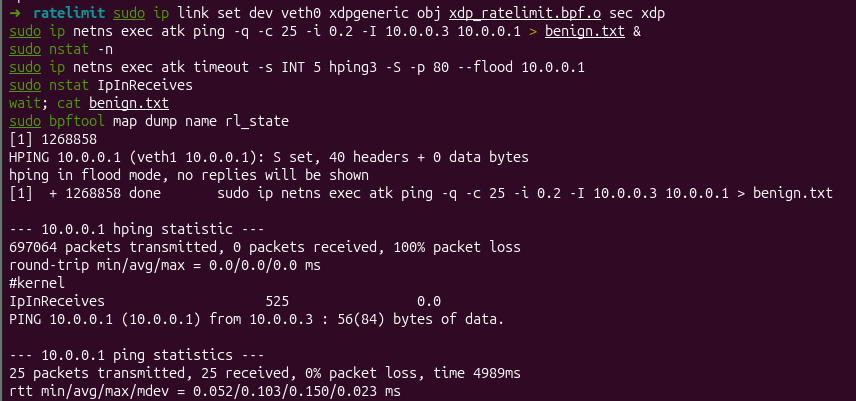 ➜  ratelimit sudo ip link set dev veth0 xdpgeneric obj xdp_ratelimit.bpf.o sec xdp
sudo ip netns exec atk ping -q -c 25 -i 0.2 -I 10.0.0.3 10.0.0.1 > benign.txt &
sudo nstat -n
sudo ip netns exec atk timeout -s INT 5 hping3 -S -p 80 --flood 10.0.0.1
sudo nstat IpInReceives
wait; cat benign.txt
sudo bpftool map dump name rl_state
[1] 1268858
HPING 10.0.0.1 (veth1 10.0.0.1): S set, 40 headers + 0 data bytes
hping in flood mode, no replies will be shown
[1]  + 1268858 done       sudo ip netns exec atk ping -q -c 25 -i 0.2 -I 10.0.0.3 10.0.0.1 > benign.txt

--- 10.0.0.1 hping statistic ---
697064 packets transmitted, 0 packets received, 100% packet loss
round-trip min/avg/max = 0.0/0.0/0.0 ms
#kernel
IpInReceives                    525                0.0
PING 10.0.0.1 (10.0.0.1) from 10.0.0.3 : 56(84) bytes of data.

--- 10.0.0.1 ping statistics ---
25 packets transmitted, 25 received, 0% packet loss, time 4989ms
rtt min/avg/max/mdev = 0.052/0.103/0.150/0.023 ms